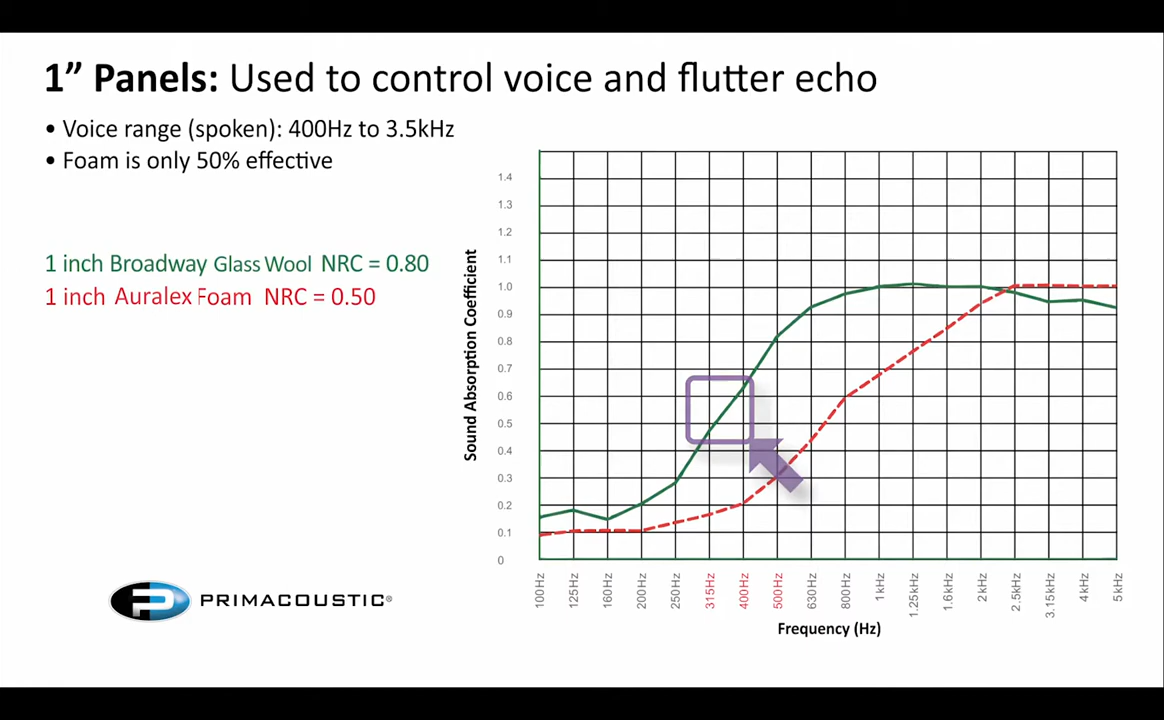 1” Panels: Used to control voice and flutter echo
• Voice range (spoken): 400Hz to 3.5kHz
• Foam is only 50% effective
1 inch Broadway Glass Wool NRC = 0.80
1 inch Auralex Foam NRC = 0.50
Sound Absorption Coefficient
1.4
1.3
1.2
1.1
1.0
0.9
0.8
0.7
0.6
0.5
0.4
0.3
0.2
0.1
0
100Hz
125Hz
160Hz
200Hz
250Hz
315Hz
400Hz
500Hz
630Hz
800Hz
1kHz
1.25kHz
1.6kHz
2kHz
2.5kHz
3.15kHz
4kHz
5kHz
Frequency (Hz)
P PRIMACOUSTIC®